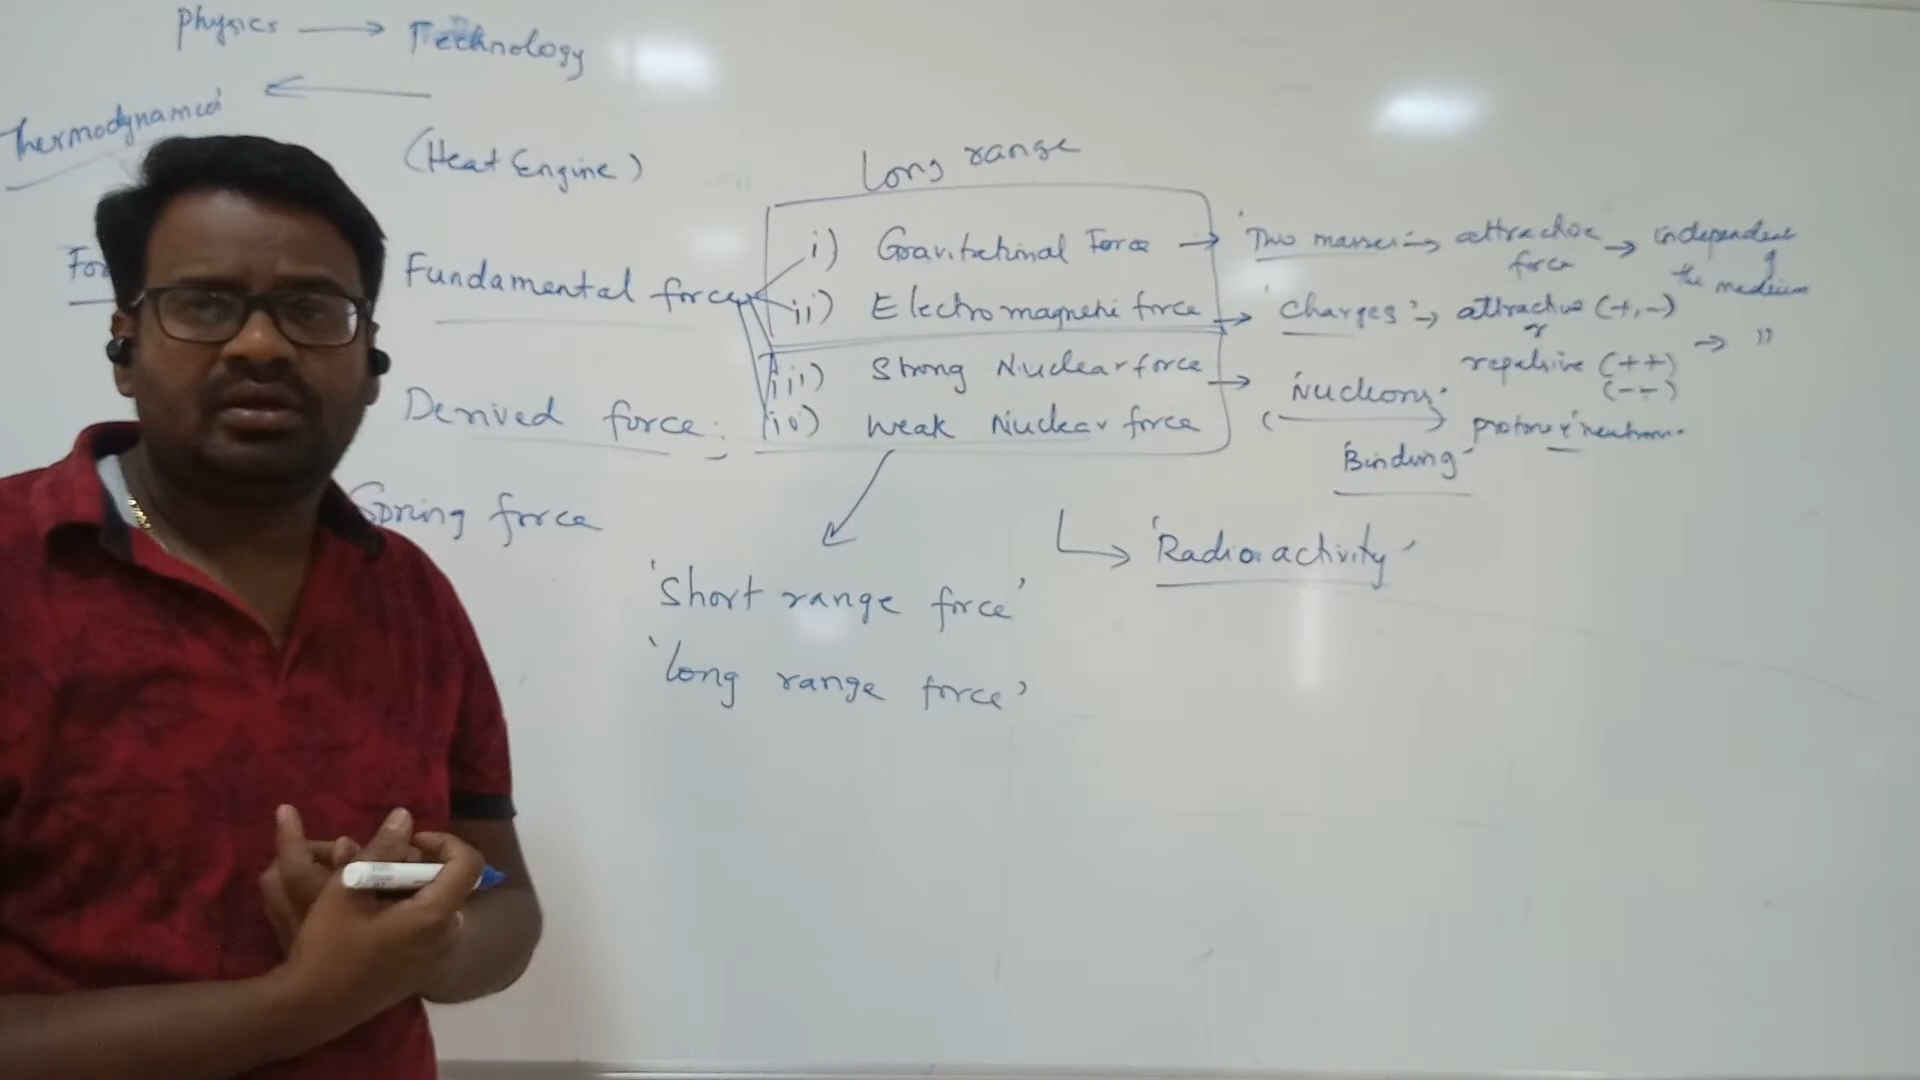 Physics → Technology
Thermodynamics ←
(Heat Engine)
Long range
Fundamental force
i) Gravitational Force → 'Two masses' → attractive force → independent of the medium
ii) Electromagnetic force → 'Charges' → attractive (+, -)
or
repulsive (++) → "
(--)
iii) Strong Nuclear force → 'Nucleons'
protons & neutrons
Binding
Derived force :
iv) Weak Nuclear force
Spring force
→ 'Radioactivity'
'Short range force'
'long range force'